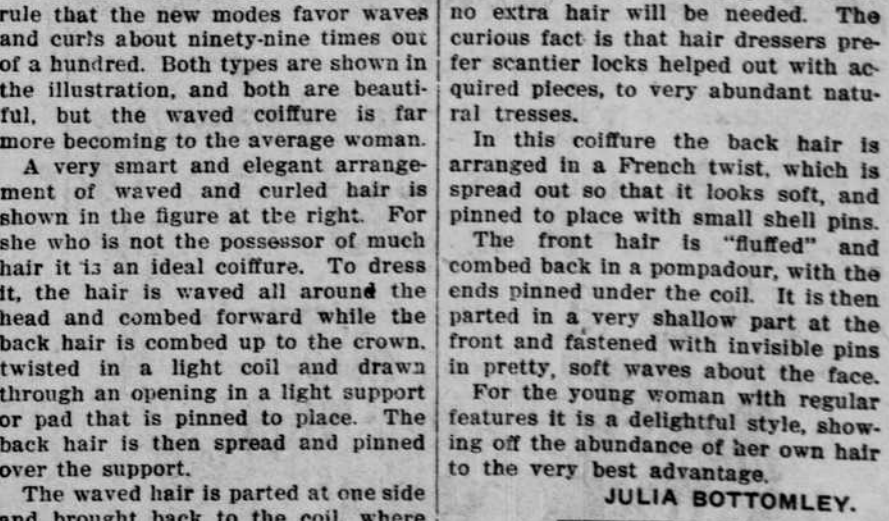 rule that the new modes favor waves
and curls about ninety-nine times out
of a hundred. Both types are shown in
the illustration, and both are beauti-
ful, but the waved coiffure is far
more becoming to the average woman.
A very smart and elegant arrange-
ment of waved and curled hair is
shown in the figure at the right. For
she who is not the possessor of much
hair it is an ideal coiffure. To dress
it, the hair is waved all around the
head and combed forward while the
back hair is combed up to the crown,
twisted in a light coil and drawn
through an opening in a light support
or pad that is pinned to place. The
back hair is then spread and pinned
over the support.
The waved hair is parted at one side
and brought back to the coil, where
no extra hair will be needed. The
curious fact is that hair dressers pre-
fer scantier locks helped out with ac-
quired pieces, to very abundant natu-
ral tresses.
In this coiffure the back hair is
arranged in a French twist, which is
spread out so that it looks soft, and
pinned to place with small shell pins.
The front hair is "fluffed" and
combed back in a pompadour, with the
ends pinned under the coil. It is then
parted in a very shallow part at the
front and fastened with invisible pins
in pretty, soft waves about the face.
For the young woman with regular
features it is a delightful style, show-
ing off the abundance of her own hair
to the very best advantage.
JULIA BOTTOMLEY.